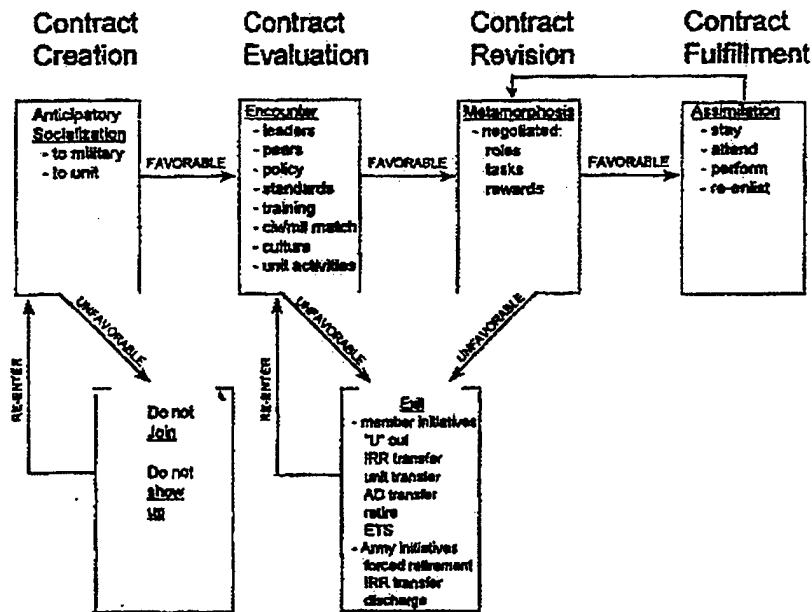 Contract
Creation
Contract
Evaluation
Contract
Revision
Contract
Fulfillment
Anticipatory
Socialization
- to military
- to unit
FAVORABLE
Encounter
- leaders
- peers
- policy
- standards
- training
- civ/mil match
- culture
- unit activities
FAVORABLE
Metamorphosis
- negotiated:
roles
tasks
rewards
FAVORABLE
Assimilation
- stay
- attend
- perform
- re-enlist
UNFAVORABLE
RE-ENTER
UNFAVORABLE
RE-ENTER
UNFAVORABLE
Do not
Join
Do not
show
up
Exit
- member initiatives
"U" out
IRR transfer
unit transfer
AD transfer
retire
ETS
- Army initiatives
forced retirement
IRR transfer
discharge